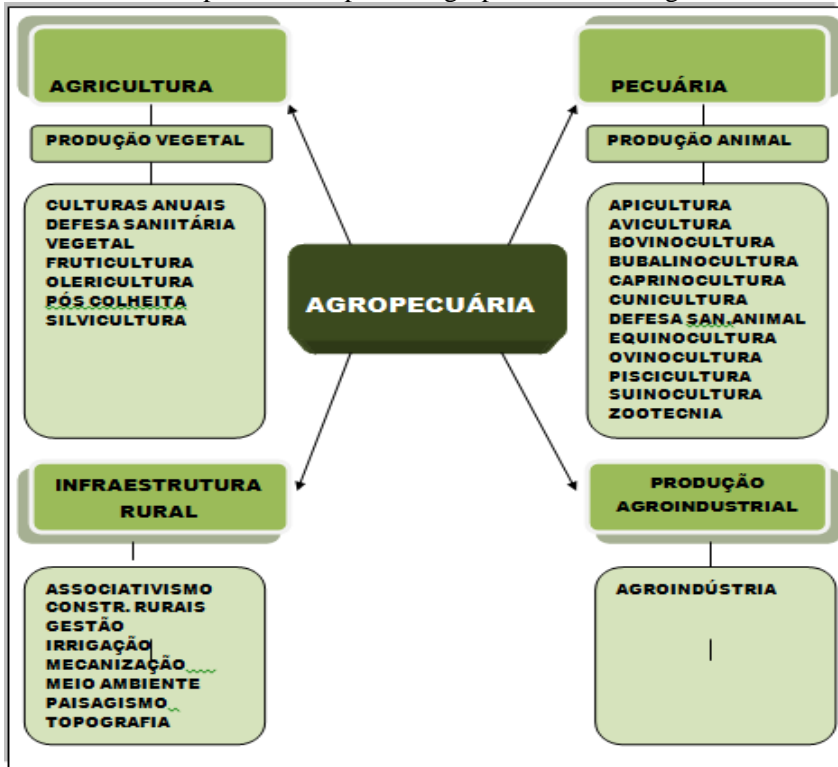 AGRICULTURA
PRODUÇÃO VEGETAL
CULTURAS ANUAIS
DEFESA SANIITÁRIA
VEGETAL
FRUTICULTURA
OLERICULTURA
PÓS COLHEITA
SILVICULTURA
PECUÁRIA
PRODUÇÃO ANIMAL
APICULTURA
AVICULTURA
BOVINOCULTURA
BUBALINOCULTURA
CAPRINOCULTURA
CUNICULTURA
DEFESA SAN.ANIMAL
EQUINOCULTURA
OVINOCULTURA
PISCICULTURA
SUINOCULTURA
ZOOTECNIA
AGROPECUÁRIA
INFRAESTRUTURA
RURAL
ASSOCIATIVISMO
CONSTR. RURAIS
GESTÃO
IRRIGAÇÃO
MECANIZAÇÃO
MEIO AMBIENTE
PAISAGISMO
TOPOGRAFIA
PRODUÇÃO
AGROINDUSTRIAL
AGROINDÚSTRIA